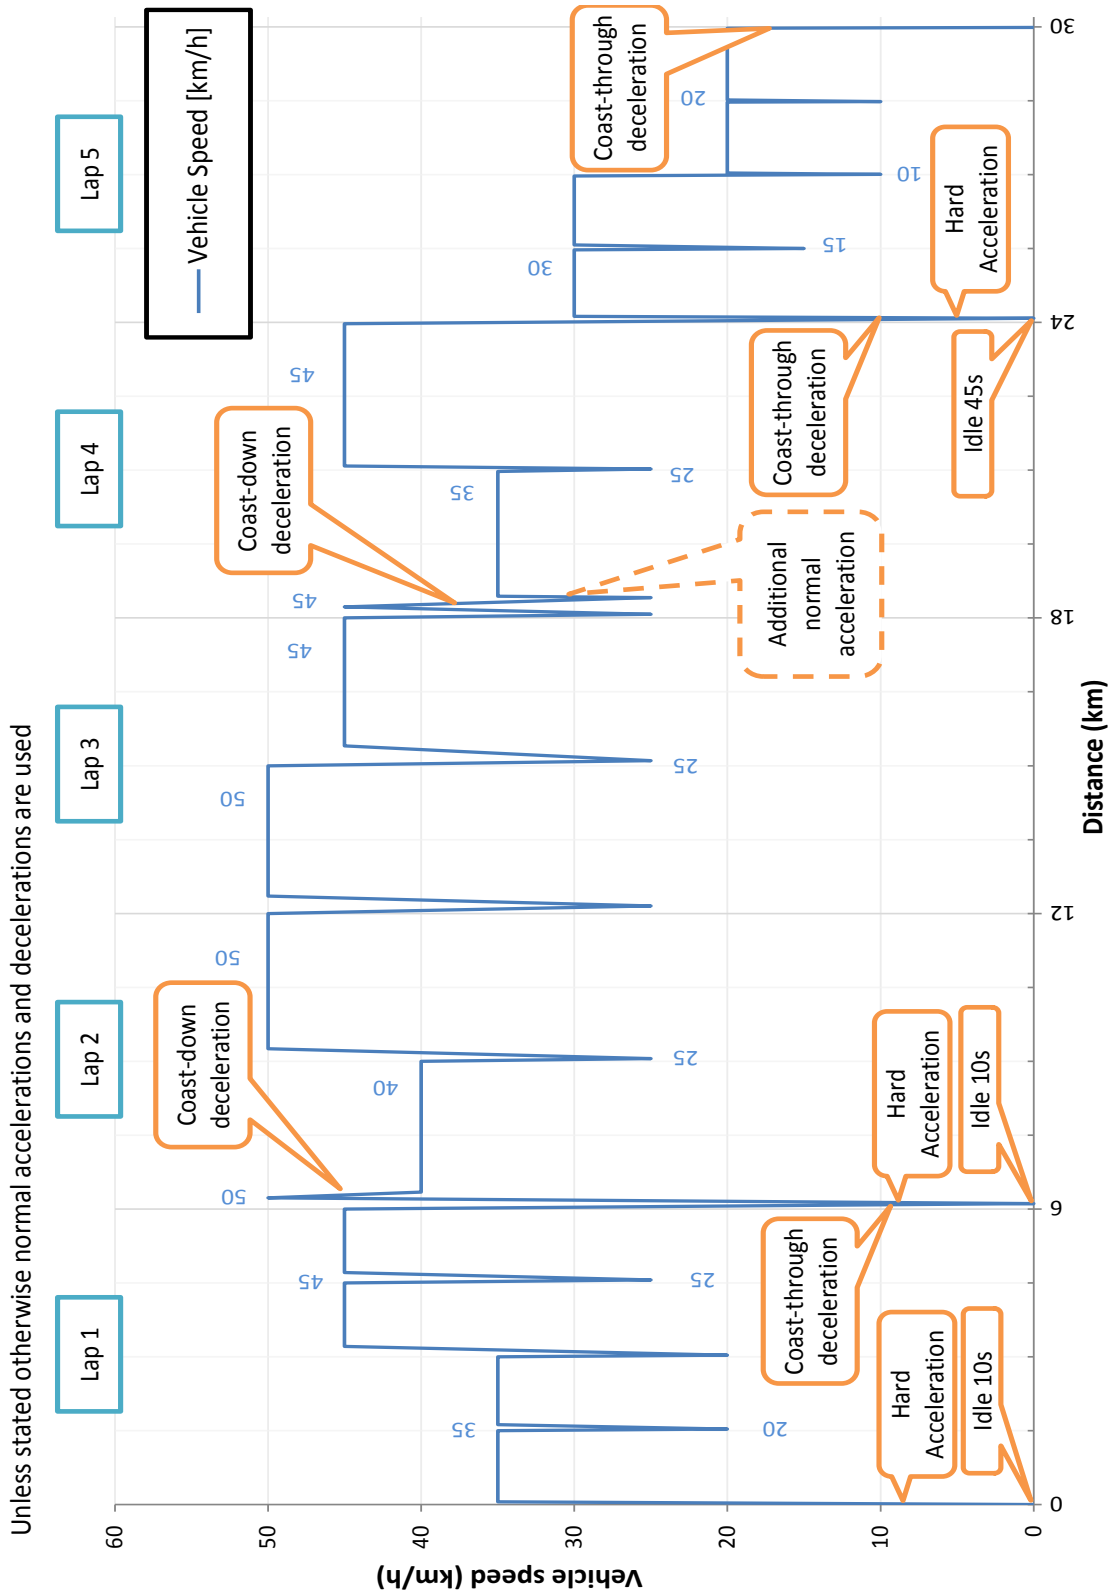 Unless stated otherwise normal accelerations and decelerations are used
Lap 1
Lap 2
Lap 3
Lap 4
Lap 5
Vehicle Speed [km/h]
Vehicle speed (km/h)
60
50
40
30
20
10
0
Distance (km)
0
6
12
18
24
30
35
20
45
25
50
40
25
50
50
25
45
45
35
25
45
30
15
10
20
Hard
Acceleration
Idle 10s
Coast-through
deceleration
Hard
Acceleration
Idle 10s
Coast-down
deceleration
Coast-down
deceleration
Additional
normal
acceleration
Coast-through
deceleration
Idle 45s
Hard
Acceleration
Coast-through
deceleration